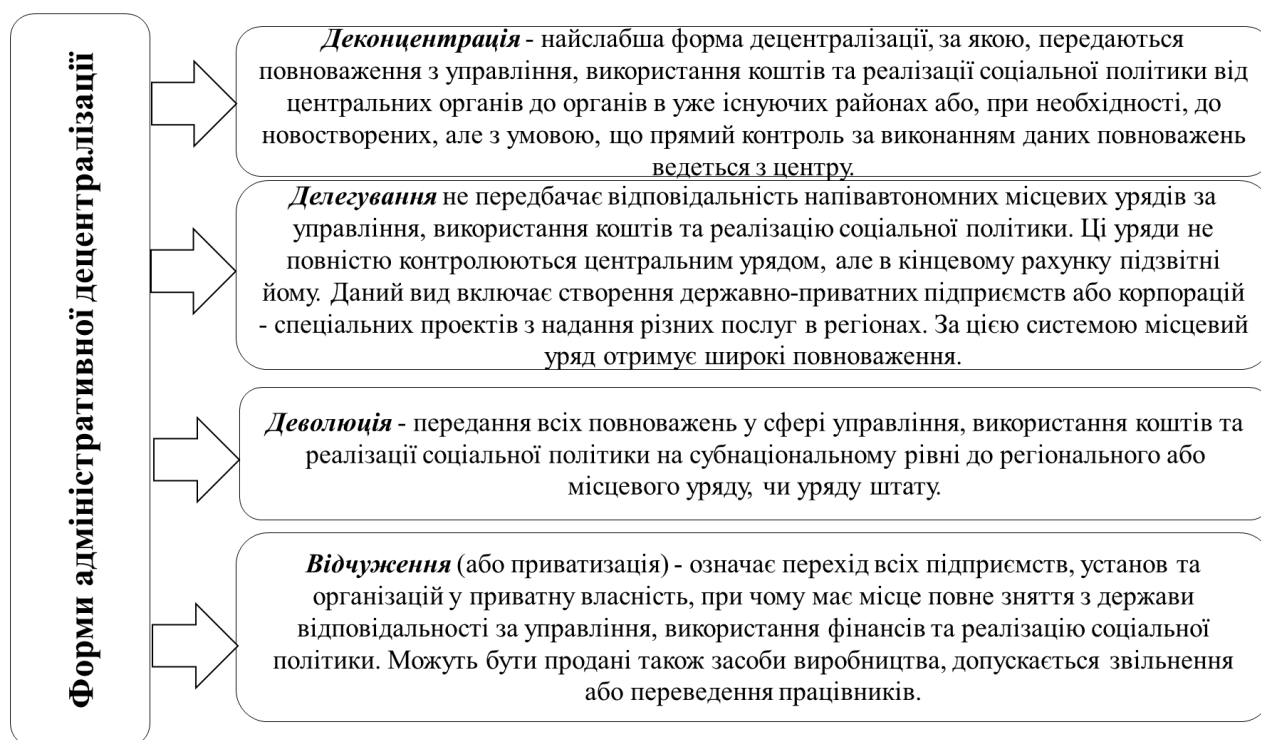 Форми адміністративної децентралізації
Деконцентрація - найслабша форма децентралізації, за якою, передаються
повноваження з управління, використання коштів та реалізації соціальної політики від
центральних органів до органів в уже існуючих районах або, при необхідності, до
новостворених, але з умовою, що прямий контроль за виконанням даних повноважень
ведеться з центру.
Делегування не передбачає відповідальність напівавтономних місцевих урядів за
управління, використання коштів та реалізацію соціальної політики. Ці уряди не
повністю контролюються центральним урядом, але в кінцевому рахунку підзвітні
йому. Даний вид включає створення державно-приватних підприємств або корпорацій
- спеціальних проектів з надання різних послуг в регіонах. За цією системою місцевий
уряд отримує широкі повноваження.
Деволюція - передання всіх повноважень у сфері управління, використання коштів та
реалізації соціальної політики на субнаціональному рівні до регіонального або
місцевого уряду, чи уряду штату.
Відчуження (або приватизація) - означає перехід всіх підприємств, установ та
організацій у приватну власність, при чому має місце повне зняття з держави
відповідальності за управління, використання фінансів та реалізацію соціальної
політики. Можуть бути продані також засоби виробництва, допускається звільнення
або переведення працівників.